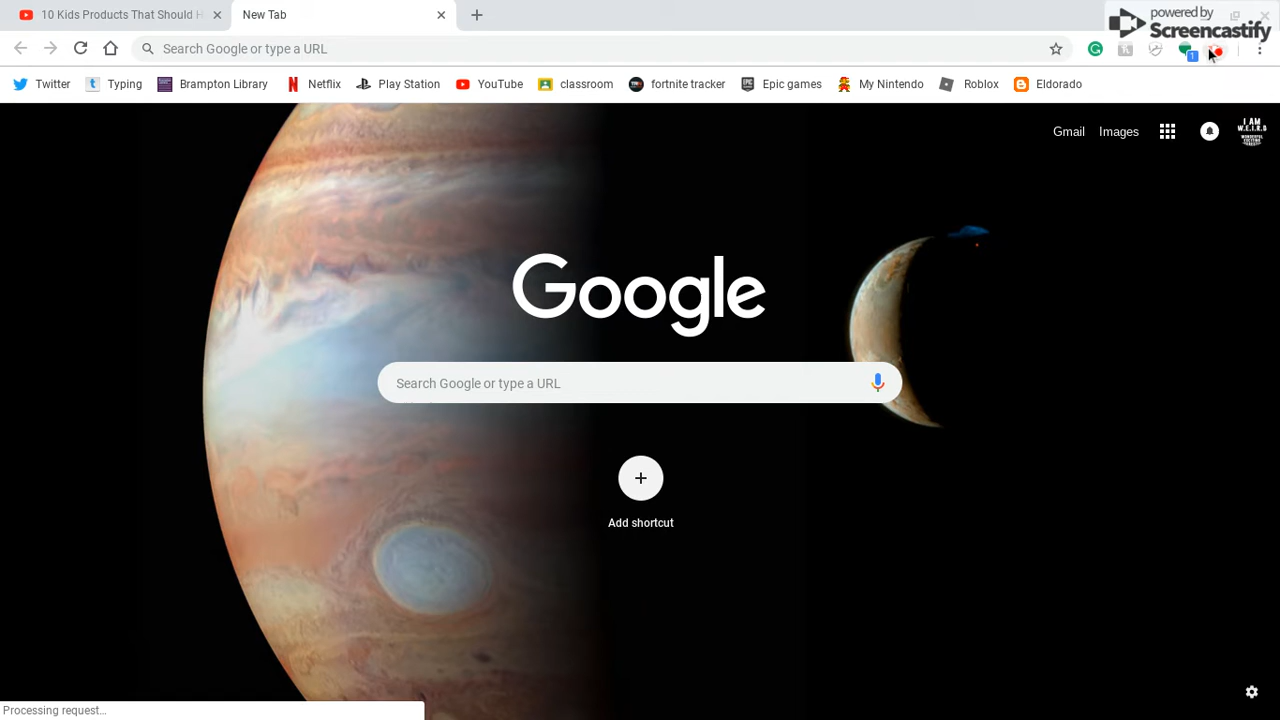 10 Kids Products That Should H
New Tab
powered by
Screencastify
Search Google or type a URL
1
Twitter
Typing
Brampton Library
Netflix
Play Station
YouTube
classroom
fortnite tracker
Epic games
My Nintendo
Roblox
Eldorado
Gmail
Images
I AM
W.E.I.R.D
Google
Search Google or type a URL
Add shortcut
Processing request...